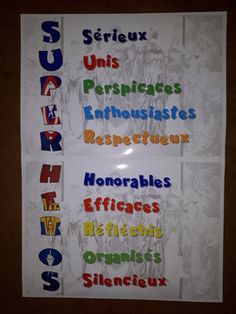 S Sérieux
U Unis
P Perspicaces
E Enthousiastes
R Respectueux
H Honorables
E Efficaces
R Réfléchis
O Organisés
S Silencieux